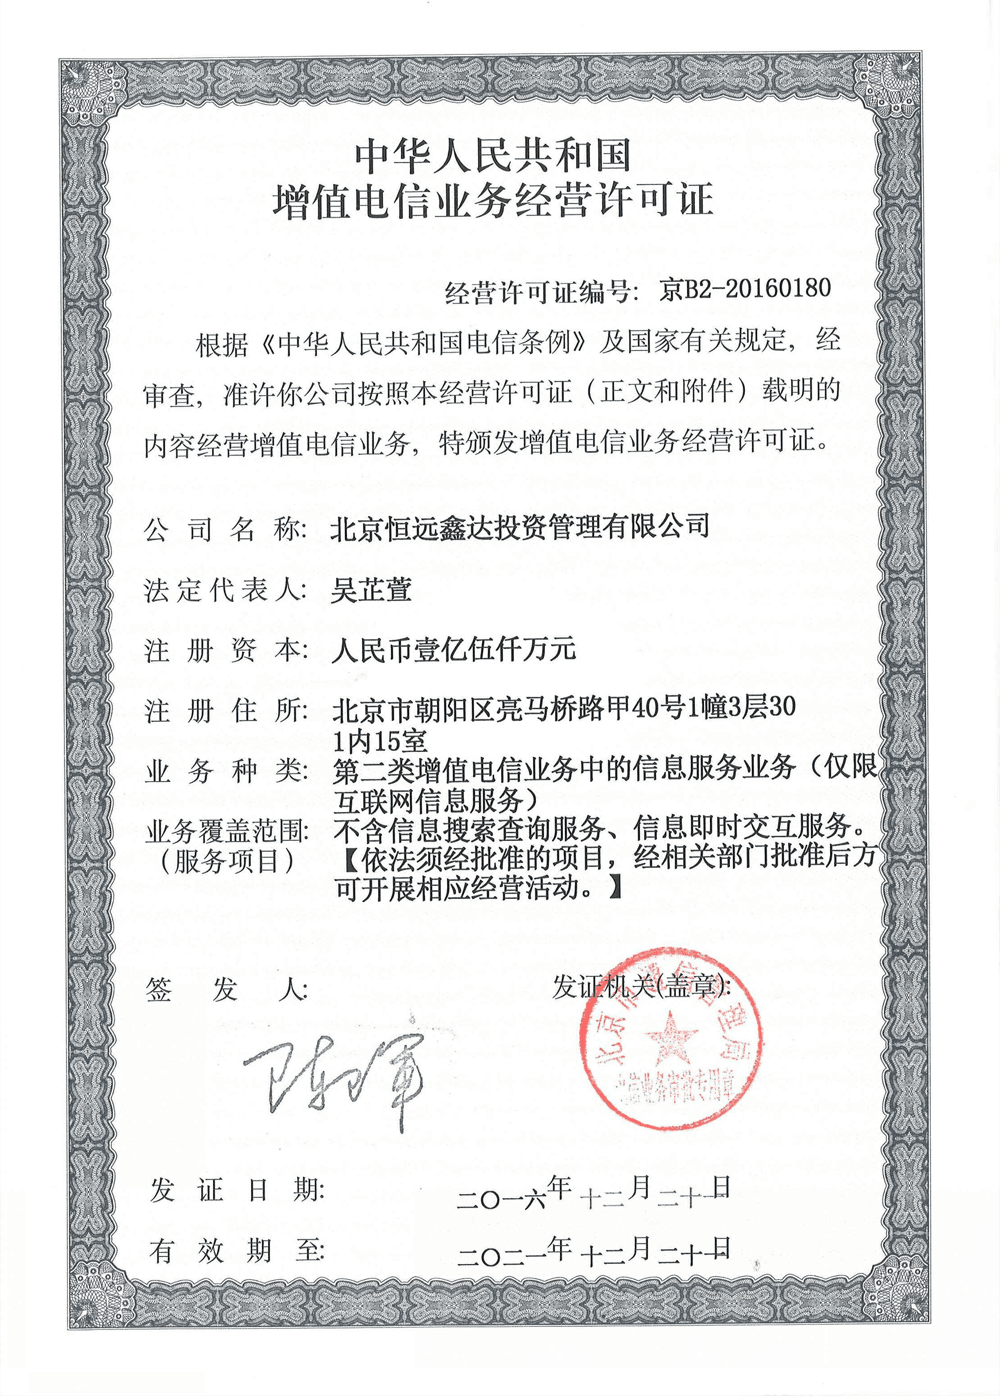 中华人民共和国
增值电信业务经营许可证
经营许可证编号: 京B2-20160180
根据《中华人民共和国电信条例》及国家有关规定, 经
审查, 准许你公司按照本经营许可证(正文和附件)载明的
内容经营增值电信业务, 特颁发增值电信业务经营许可证。
公司名称: 北京恒远鑫达投资管理有限公司
法定代表人: 吴芷萱
注册资本: 人民币壹亿伍仟万元
注册住所: 北京市朝阳区亮马桥路甲40号1幢3层30
1内15室
业务种类: 第二类增值电信业务中的信息服务业务(仅限
互联网信息服务)
业务覆盖范围: 不含信息搜索查询服务、信息即时交互服务。
(服务项目) 【依法须经批准的项目, 经相关部门批准后方
可开展相应经营活动。】
签发人: 发证机关(盖章):
北京市通信管理局
电信业务审批专用章
发证日期: 二〇一六年十二月二十一日
有效期至: 二〇二一年十二月二十一日